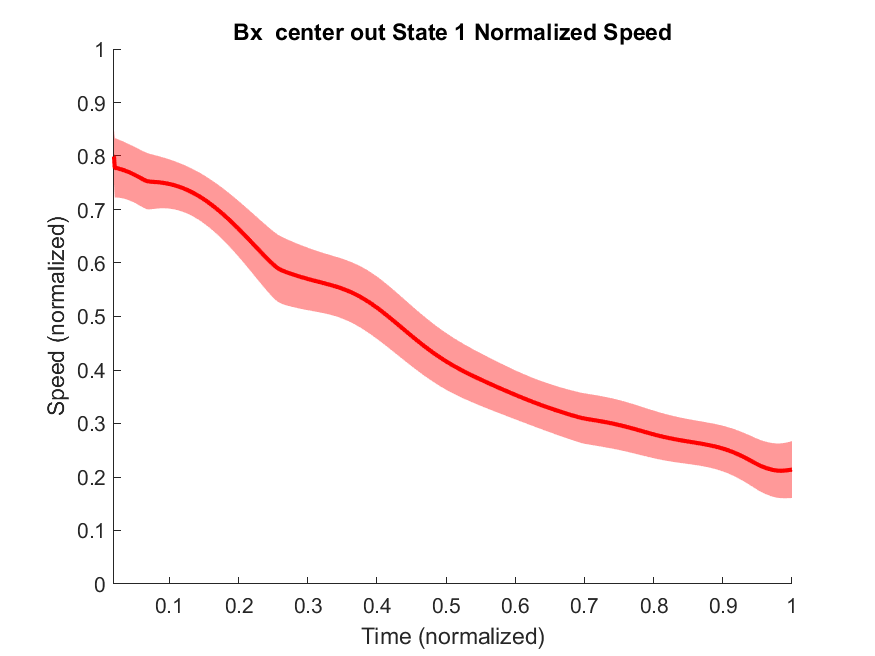 Bx  center out State 1 Normalized Speed
1
0.9
0.8
0.7
0.6
0.5
0.4
0.3
0.2
0.1
0
Speed (normalized)
0.1 0.2 0.3 0.4 0.5 0.6 0.7 0.8 0.9 1
Time (normalized)